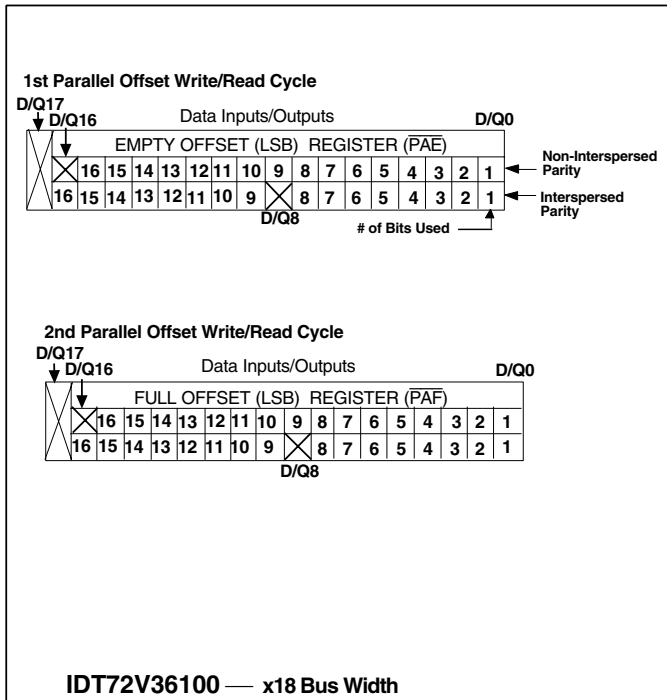 1st Parallel Offset Write/Read Cycle
D/Q17
D/Q16
Data Inputs/Outputs
D/Q0
EMPTY OFFSET (LSB) REGISTER (PAE)
16 15 14 13 12 11 10 9 8 7 6 5 4 3 2 1
Non-Interspersed
Parity
16 15 14 13 12 11 10 9 8 7 6 5 4 3 2 1
Interspersed
Parity
D/Q8
# of Bits Used
2nd Parallel Offset Write/Read Cycle
D/Q17
D/Q16
Data Inputs/Outputs
D/Q0
FULL OFFSET (LSB) REGISTER (PAF)
16 15 14 13 12 11 10 9 8 7 6 5 4 3 2 1
16 15 14 13 12 11 10 9 8 7 6 5 4 3 2 1
D/Q8
IDT72V36100 — x18 Bus Width